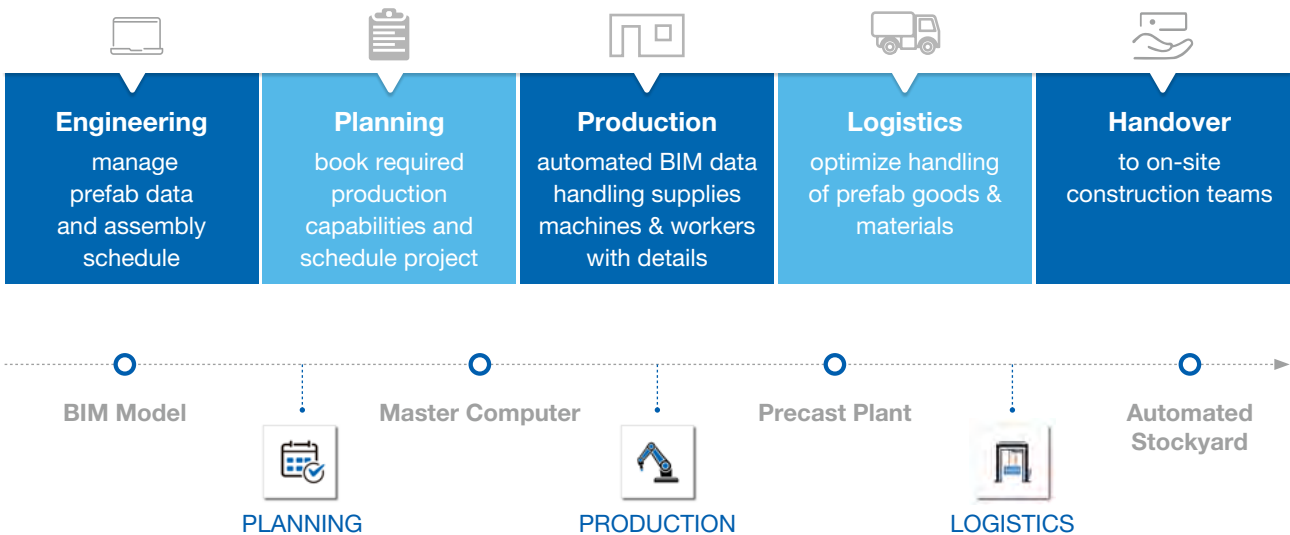 Engineering
manage
prefab data
and assembly
schedule
Planning
book required
production
capabilities and
schedule project
Production
automated BIM data
handling supplies
machines & workers
with details
Logistics
optimize handling
of prefab goods &
materials
Handover
to on-site
construction teams
BIM Model
Master Computer
Precast Plant
Automated
Stockyard
PLANNING
PRODUCTION
LOGISTICS